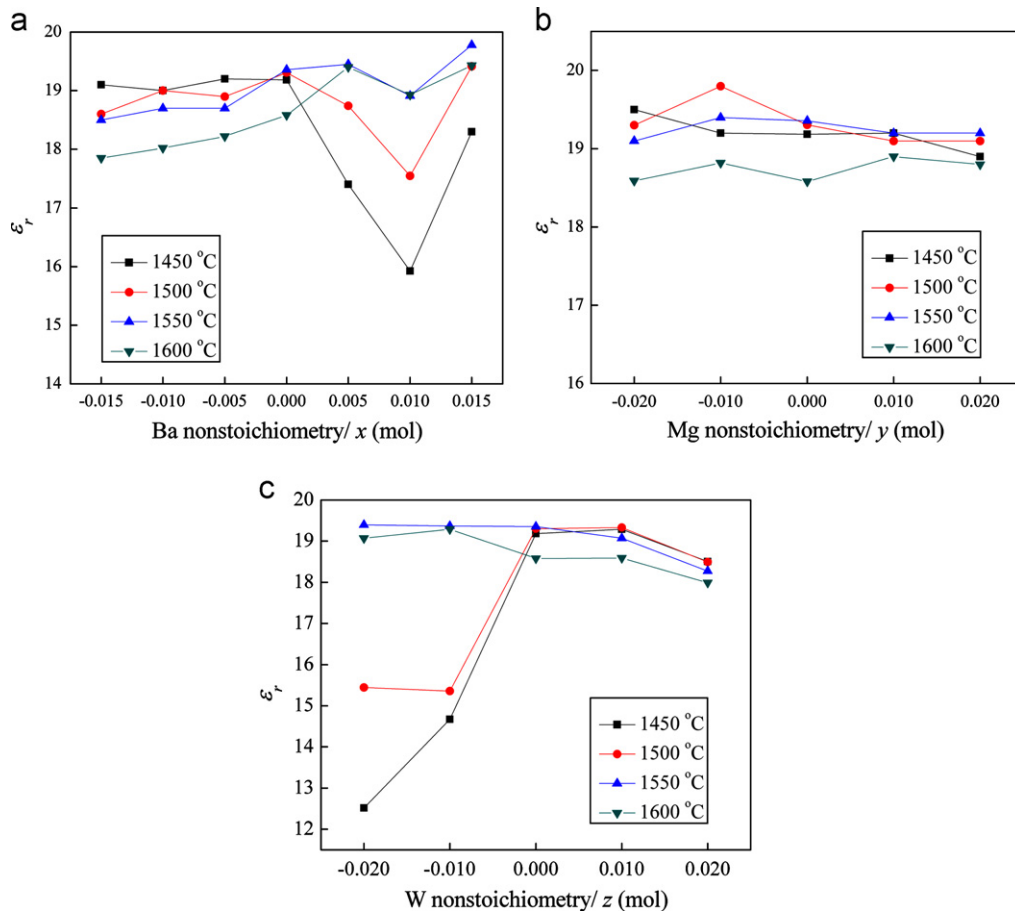 a
20
19
18
17
16
15
14
εr
1450 °C
1500 °C
1550 °C
1600 °C
-0.015 -0.010 -0.005 0.000 0.005 0.010 0.015
Ba nonstoichiometry/ x (mol)
b
20
19
18
17
16
εr
1450 °C
1500 °C
1550 °C
1600 °C
-0.020 -0.010 0.000 0.010 0.020
Mg nonstoichiometry/ y (mol)
c
20
19
18
17
16
15
14
13
12
εr
1450 °C
1500 °C
1550 °C
1600 °C
-0.020 -0.010 0.000 0.010 0.020
W nonstoichiometry/ z (mol)